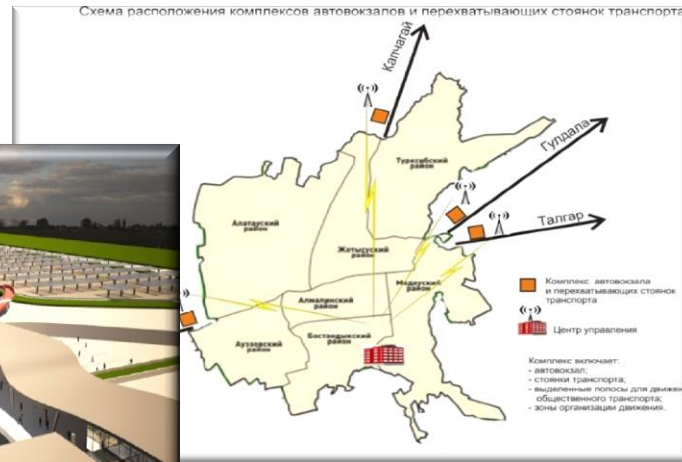 Схема расположения комплексов автовокзалов и перехватывающих стоянок транспорта
Капчагай
Гулдала
Талгар
Турксибский
район
Алатауский
район
Жетысуский
район
Медеуский
район
Алмалинский
район
Ауэзовский
район
Бостандыкский
район
Комплекс автовокзала
и перехватывающих стоянок
транспорта
Центр управления
Комплекс включает:
- автовокзал;
- стоянки транспорта;
- выделенные полосы для движе
общественного транспорта;
- зоны организации движения.